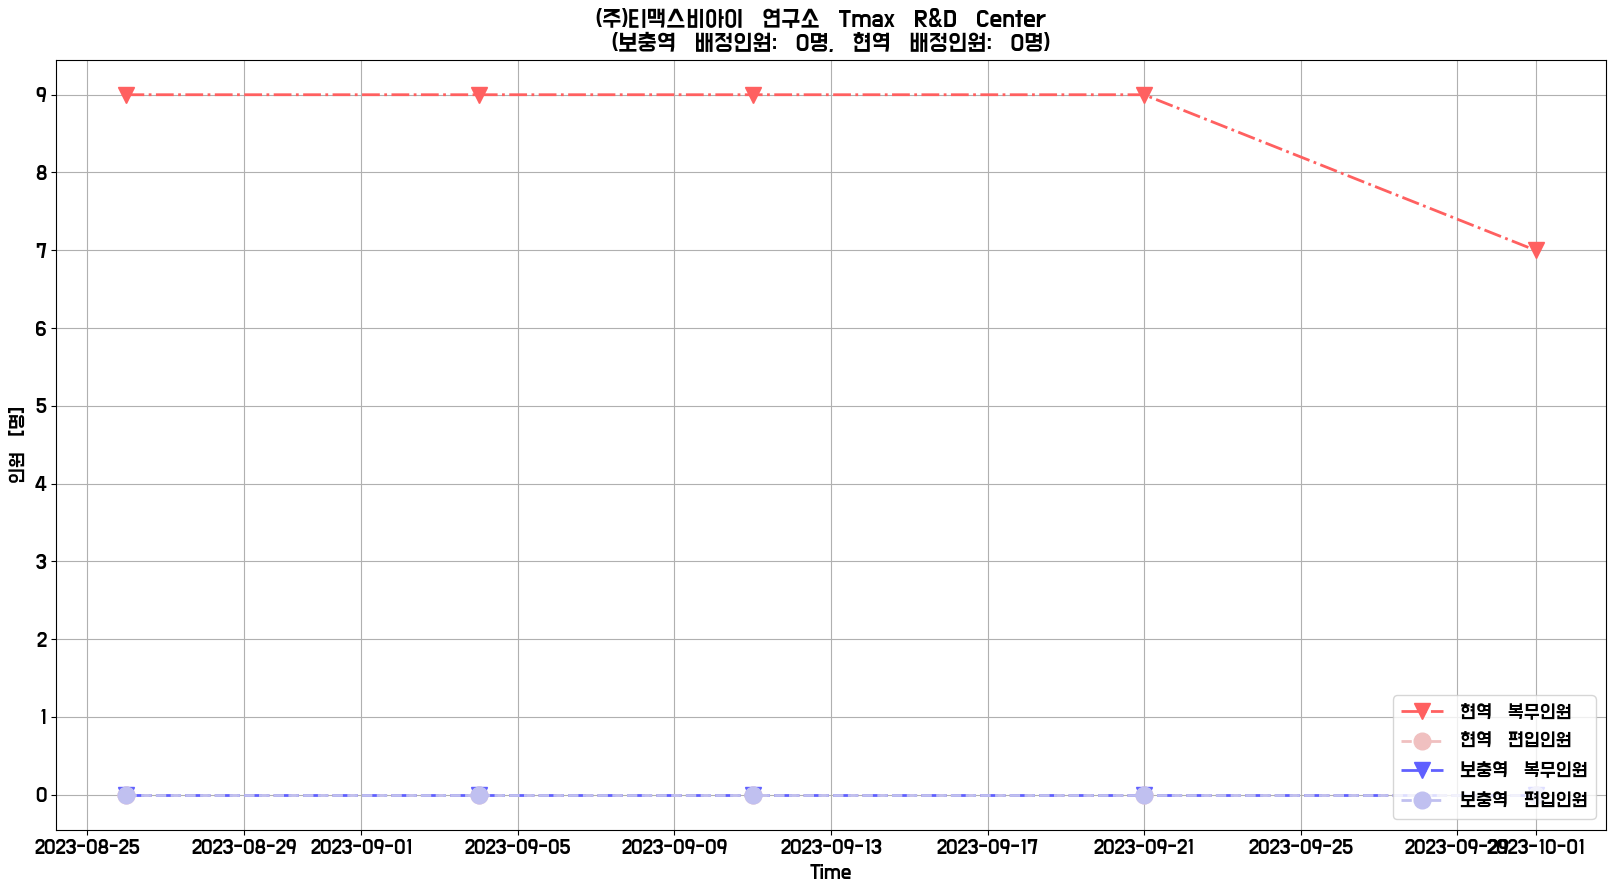 (주)티맥스비아이 연구소 Tmax R&D Center
(보충역 배정인원: 0명, 현역 배정인원: 0명)
9
8
7
6
5
4
3
2
1
0
인원 [명]
현역 복무인원
현역 편입인원
보충역 복무인원
보충역 편입인원
2023-08-25 2023-08-29 2023-09-01 2023-09-05 2023-09-09 2023-09-13 2023-09-17 2023-09-21 2023-09-25 2023-09-29 2023-10-01
Time